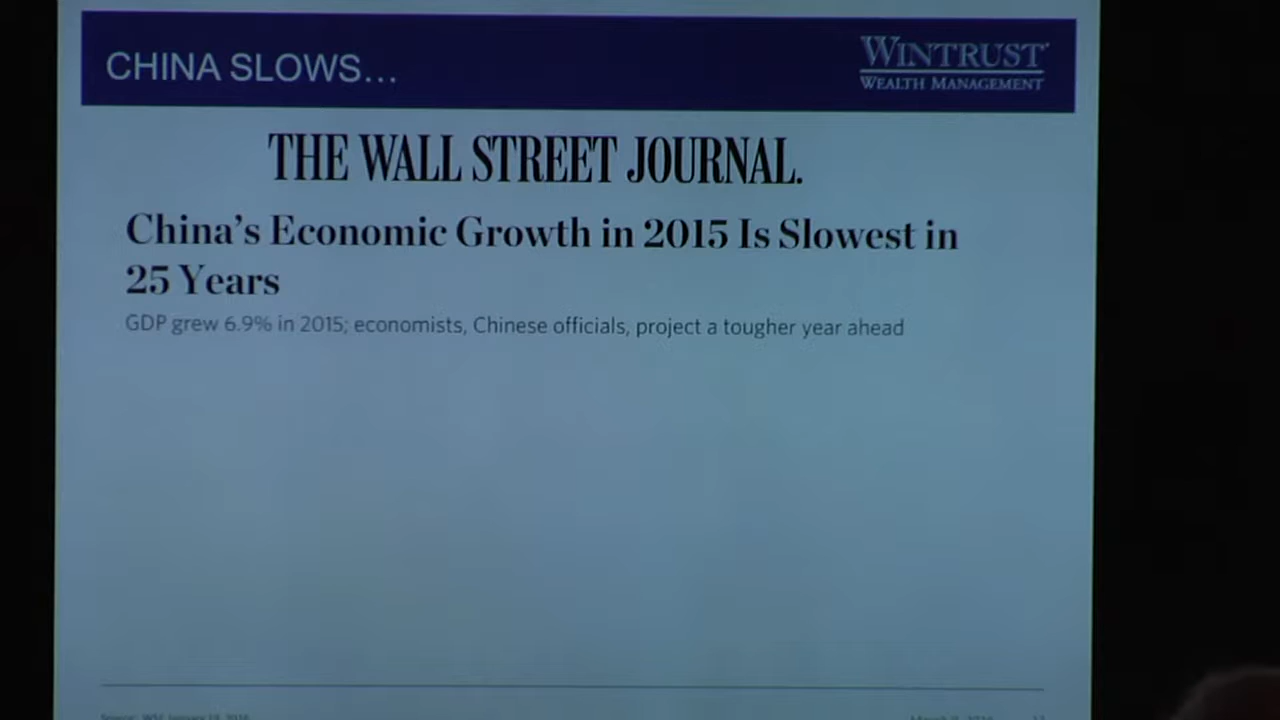 CHINA SLOWS…
WINTRUST
WEALTH MANAGEMENT
THE WALL STREET JOURNAL.
China's Economic Growth in 2015 Is Slowest in
25 Years
GDP grew 6.9% in 2015; economists, Chinese officials, project a tougher year ahead